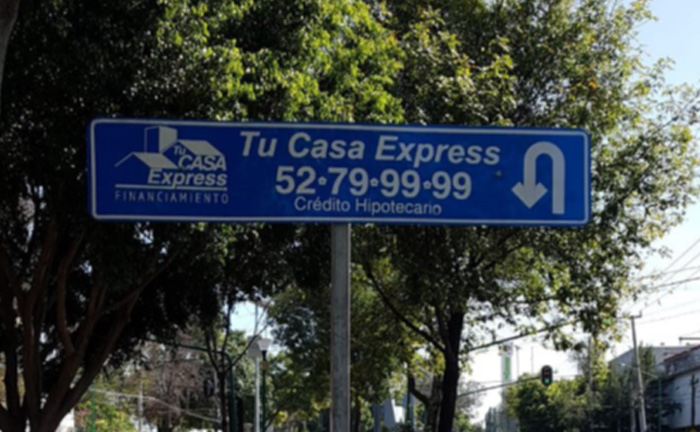 Tu
CASA
Express
FINANCIAMIENTO
Tu Casa Express
52•79•99•99
Crédito Hipotecario